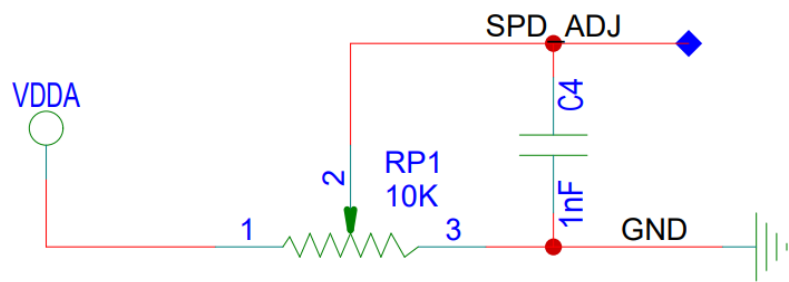 SPD_ADJ
VDDA
C4
2
RP1
10K
1nF
1
3
GND